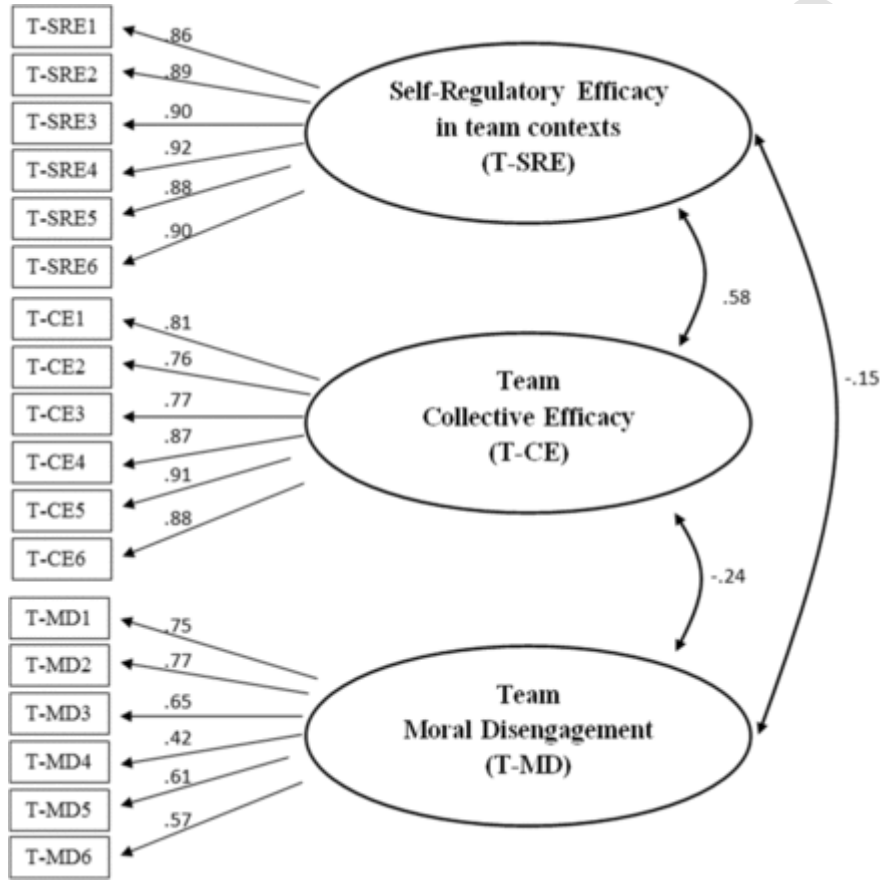 T-SRE1
.86
T-SRE2
.89
T-SRE3
.90
T-SRE4
.92
T-SRE5
.88
T-SRE6
.90
Self-Regulatory Efficacy
in team contexts
(T-SRE)
.58
-.15
T-CE1
.81
T-CE2
.76
T-CE3
.77
T-CE4
.87
T-CE5
.91
T-CE6
.88
Team
Collective Efficacy
(T-CE)
-.24
T-MD1
.75
T-MD2
.77
T-MD3
.65
T-MD4
.42
T-MD5
.61
T-MD6
.57
Team
Moral Disengagement
(T-MD)